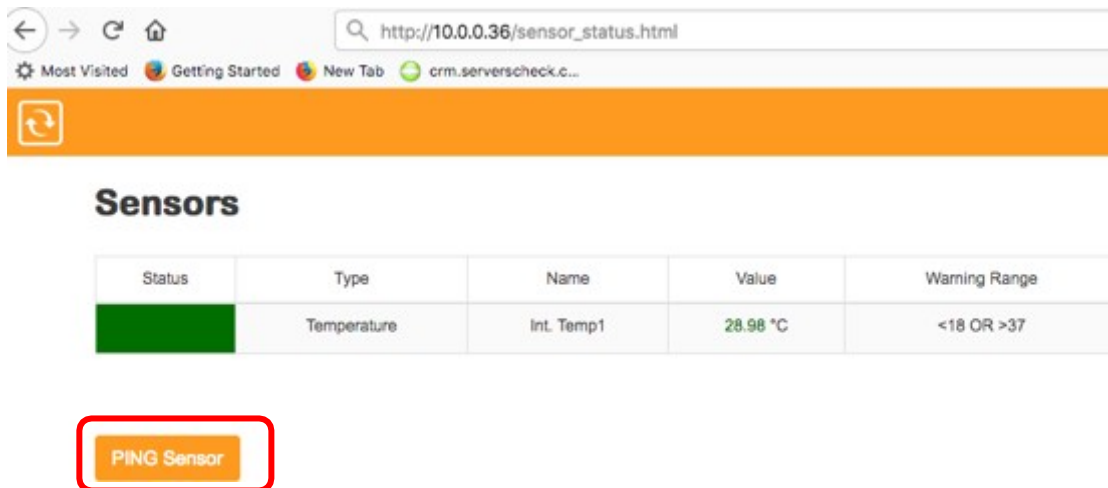 http://10.0.0.36/sensor_status.html
Most Visited Getting Started New Tab crm.serverscheck.c...
Sensors
Status Type Name Value Warning Range
Temperature Int. Temp1 28.98 °C <18 OR >37
PING Sensor